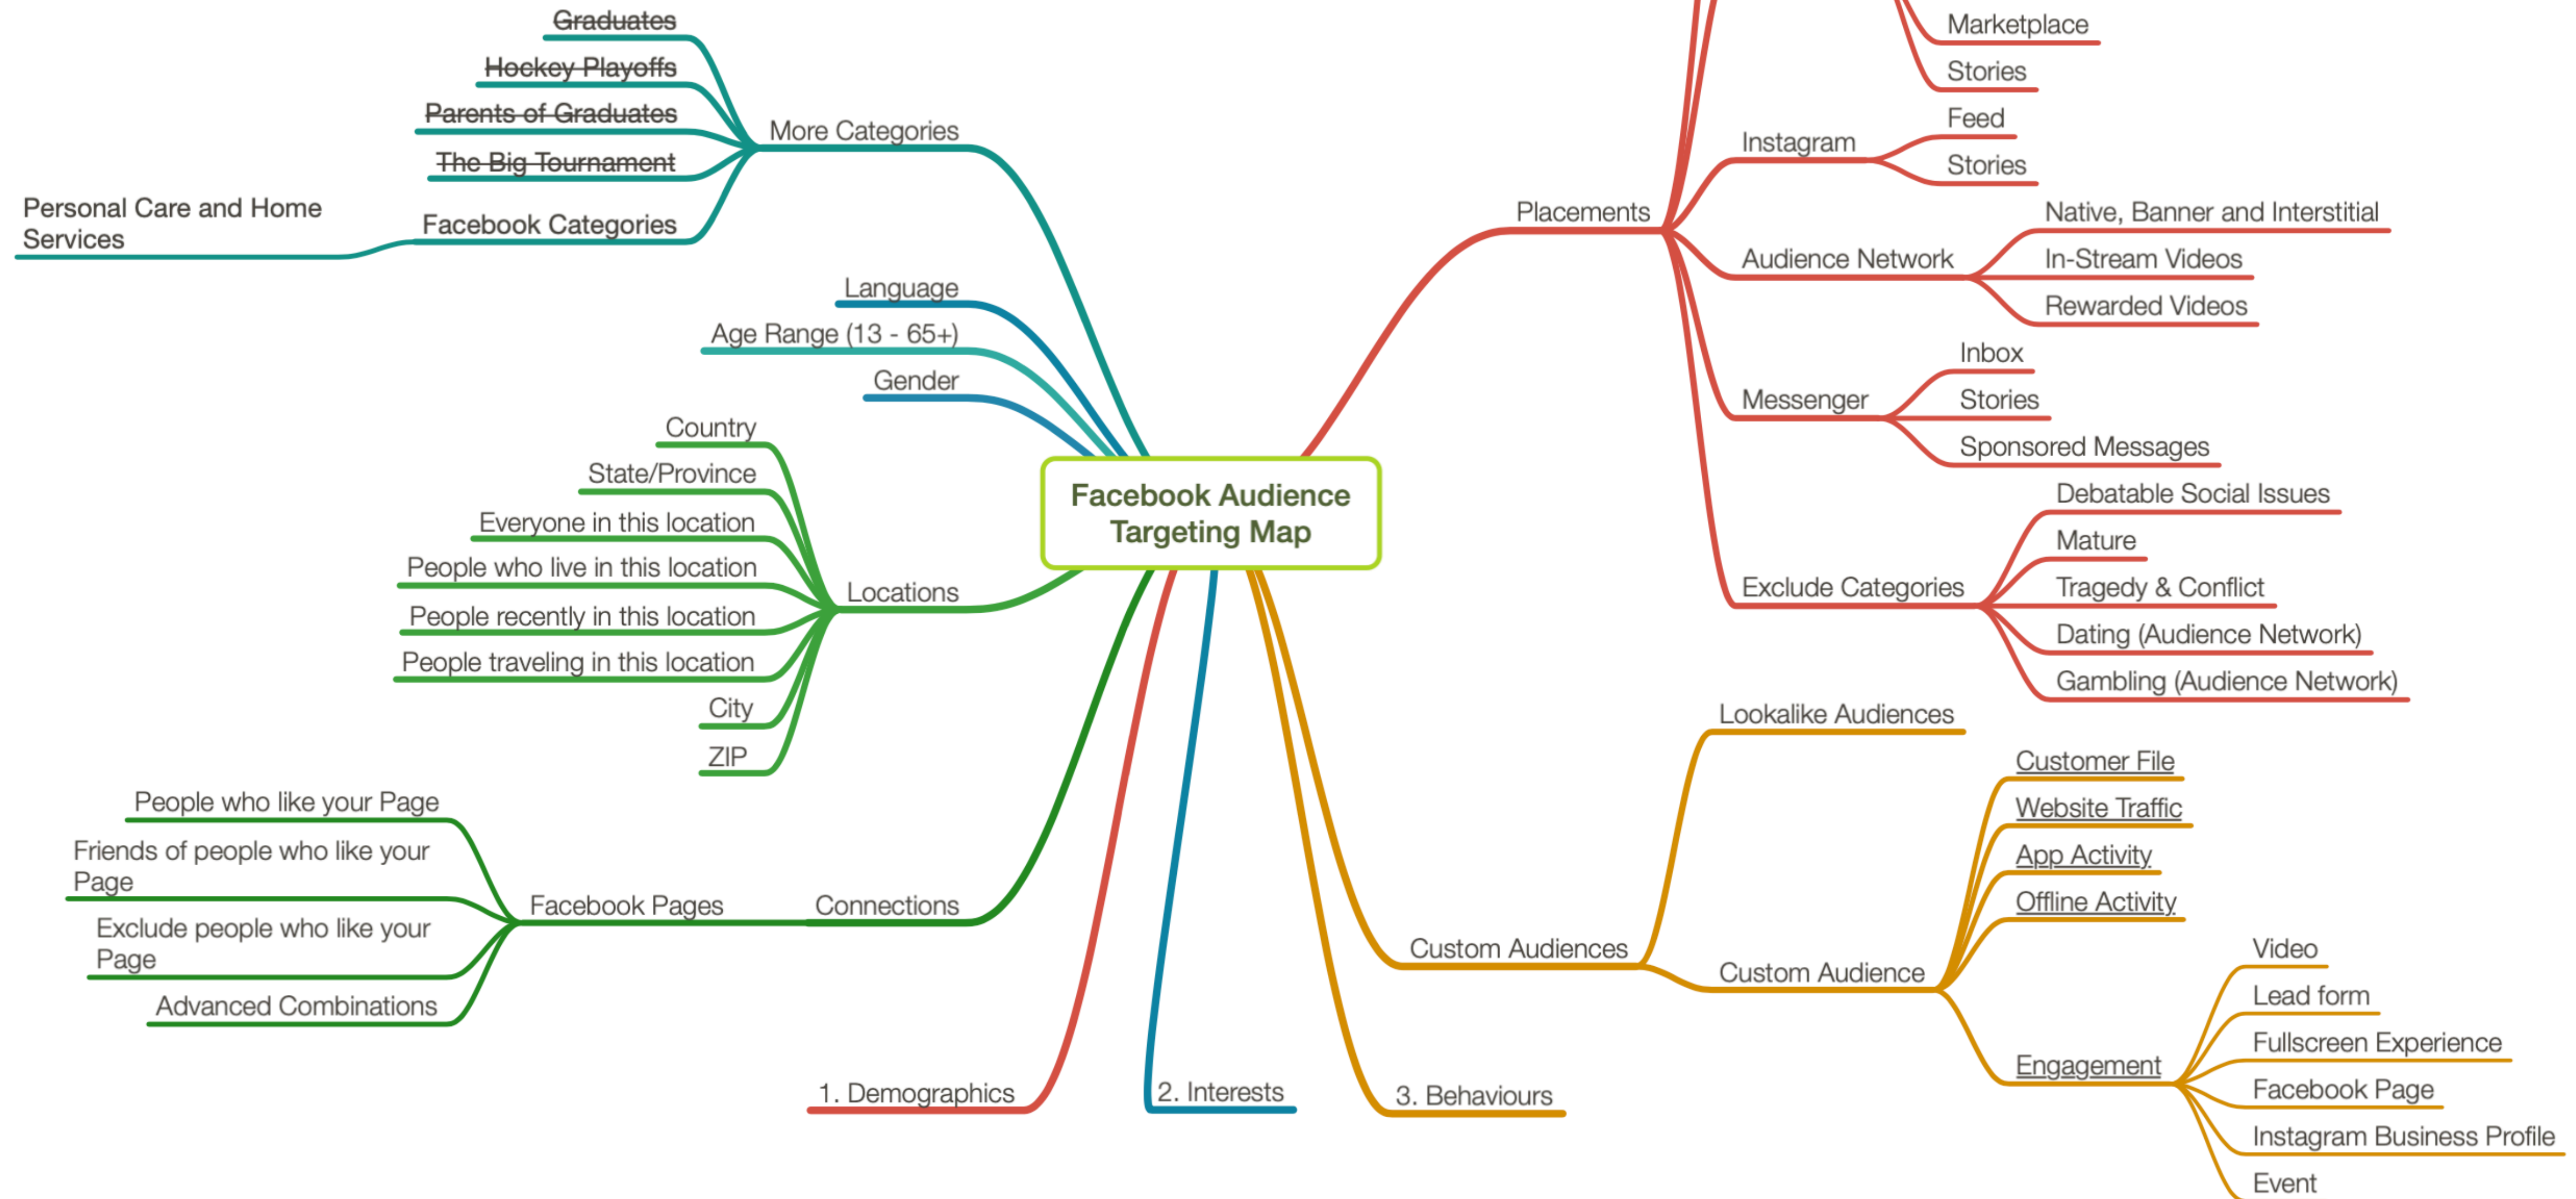 Graduates
Hockey Playoffs
Parents of Graduates
The Big Tournament
Personal Care and Home
Services
Facebook Categories
More Categories
Language
Age Range (13 - 65+)
Gender
Country
State/Province
Everyone in this location
People who live in this location
People recently in this location
People traveling in this location
City
ZIP
Locations
People who like your Page
Friends of people who like your
Page
Exclude people who like your
Page
Advanced Combinations
Facebook Pages
Connections
Facebook Audience
Targeting Map
1. Demographics
2. Interests
3. Behaviours
Placements
Marketplace
Stories
Instagram
Feed
Stories
Audience Network
Native, Banner and Interstitial
In-Stream Videos
Rewarded Videos
Messenger
Inbox
Stories
Sponsored Messages
Exclude Categories
Debatable Social Issues
Mature
Tragedy & Conflict
Dating (Audience Network)
Gambling (Audience Network)
Custom Audiences
Lookalike Audiences
Custom Audience
Customer File
Website Traffic
App Activity
Offline Activity
Engagement
Video
Lead form
Fullscreen Experience
Facebook Page
Instagram Business Profile
Event